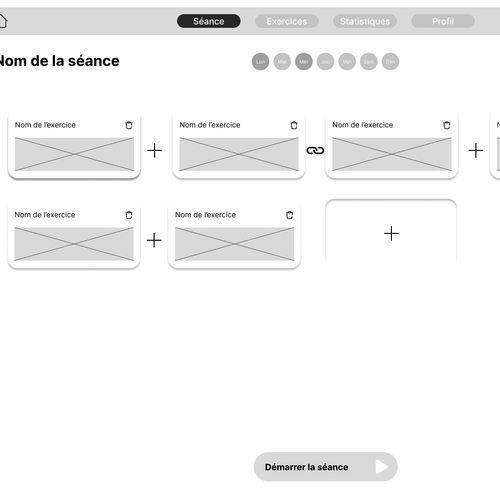 Séance
Exercices
Statistiques
Profil
Nom de la séance
Lun
Mar
Mer
Jeu
Ven
Sam
Dim
Nom de l'exercice
Nom de l'exercice
Nom de l'exercice
Nom de l'exercice
Nom de l'exercice
Démarrer la séance